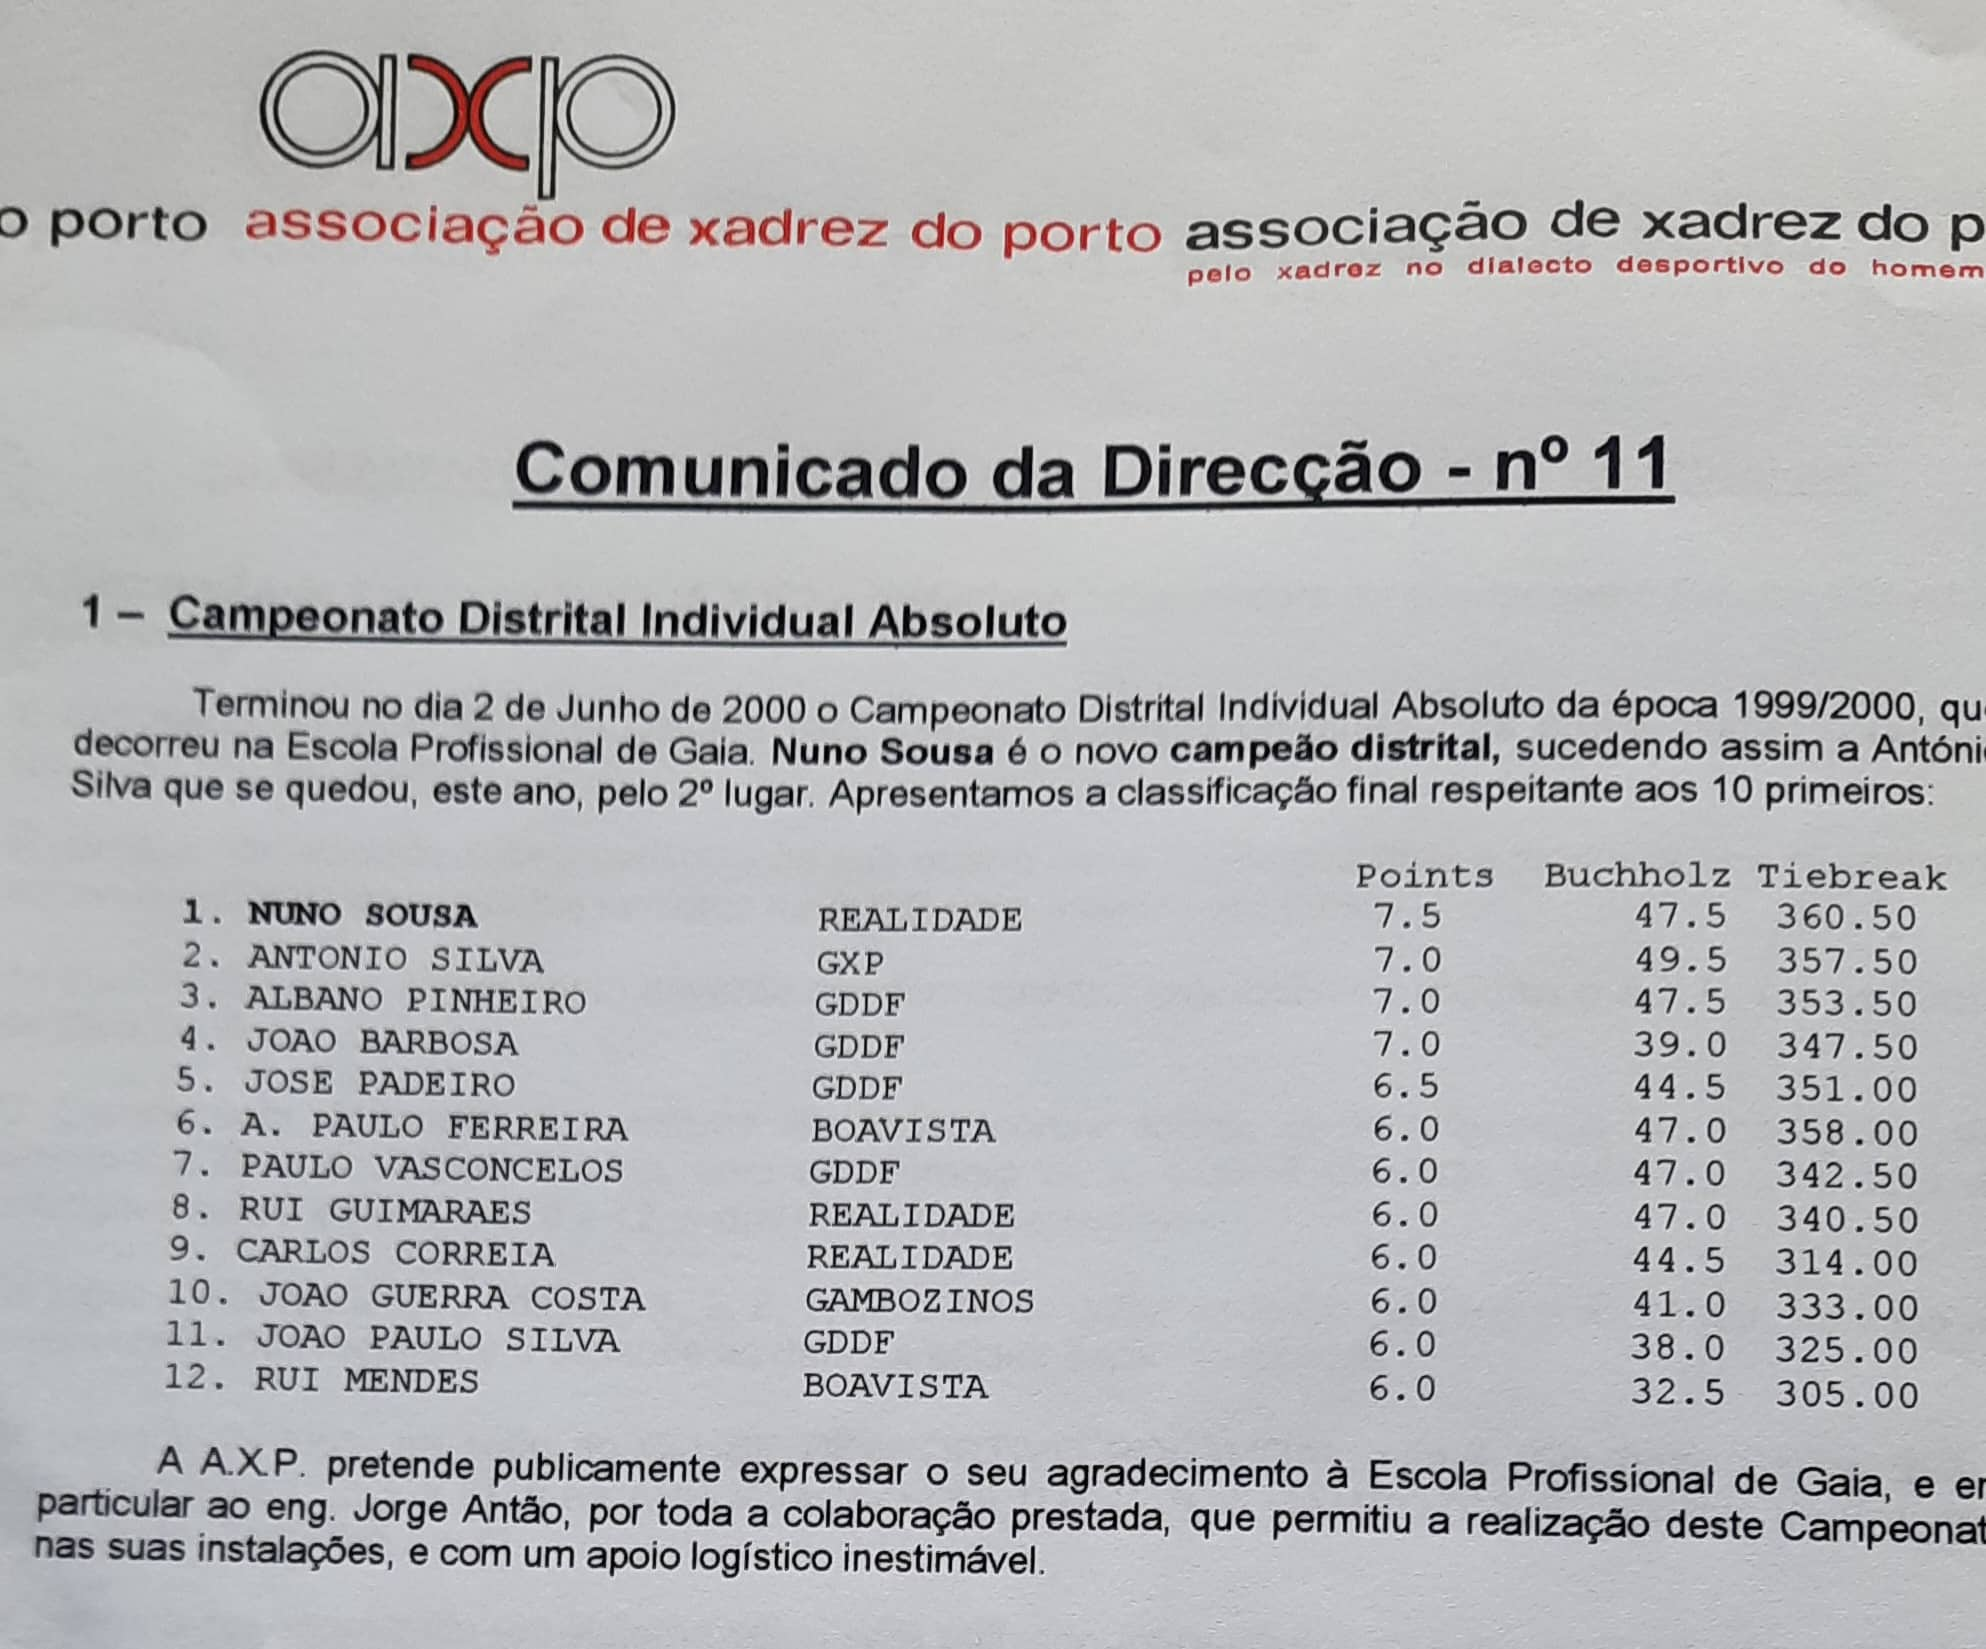 axp
o porto associação de xadrez do porto associação de xadrez do p
pelo xadrez no dialecto desportivo do homem
Comunicado da Direcção - nº 11
1 – Campeonato Distrital Individual Absoluto
Terminou no dia 2 de Junho de 2000 o Campeonato Distrital Individual Absoluto da época 1999/2000, que
decorreu na Escola Profissional de Gaia. Nuno Sousa é o novo campeão distrital, sucedendo assim a Antóni
Silva que se quedou, este ano, pelo 2º lugar. Apresentamos a classificação final respeitante aos 10 primeiros:
Points Buchholz Tiebreak
1. NUNO SOUSA REALIDADE 7.5 47.5 360.50
2. ANTONIO SILVA GXP 7.0 49.5 357.50
3. ALBANO PINHEIRO GDDF 7.0 47.5 353.50
4. JOAO BARBOSA GDDF 7.0 39.0 347.50
5. JOSE PADEIRO GDDF 6.5 44.5 351.00
6. A. PAULO FERREIRA BOAVISTA 6.0 47.0 358.00
7. PAULO VASCONCELOS GDDF 6.0 47.0 342.50
8. RUI GUIMARAES REALIDADE 6.0 47.0 340.50
9. CARLOS CORREIA REALIDADE 6.0 44.5 314.00
10. JOAO GUERRA COSTA GAMBOZINOS 6.0 41.0 333.00
11. JOAO PAULO SILVA GDDF 6.0 38.0 325.00
12. RUI MENDES BOAVISTA 6.0 32.5 305.00
A A.X.P. pretende publicamente expressar o seu agradecimento à Escola Profissional de Gaia, e e
particular ao eng. Jorge Antão, por toda a colaboração prestada, que permitiu a realização deste Campeonat
nas suas instalações, e com um apoio logístico inestimável.